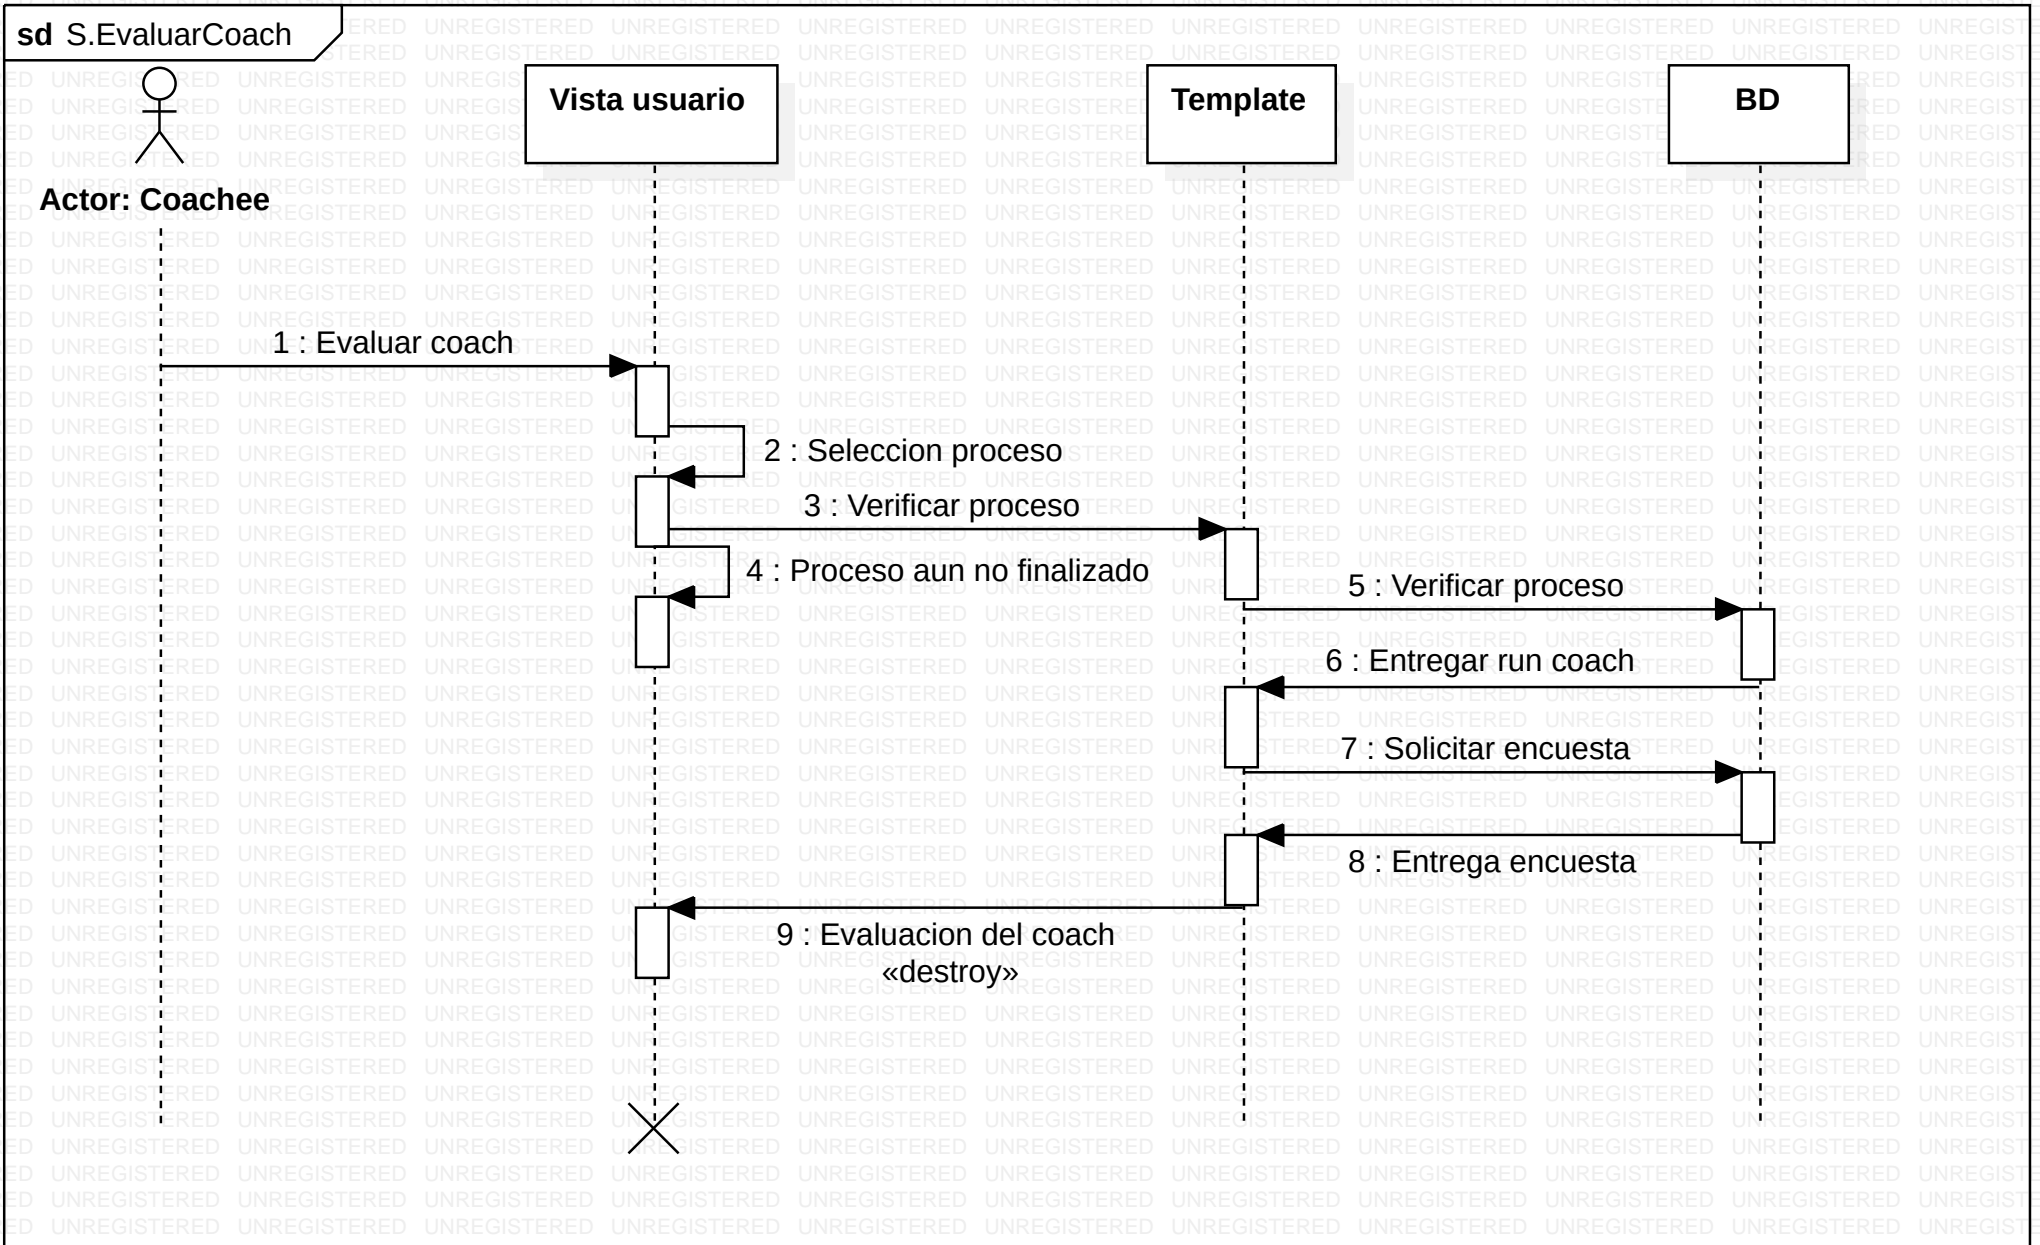 sd S.EvaluarCoach
Vista usuario
Template
BD
Actor: Coachee
1 : Evaluar coach
2 : Seleccion proceso
3 : Verificar proceso
4 : Proceso aun no finalizado
5 : Verificar proceso
6 : Entregar run coach
7 : Solicitar encuesta
8 : Entrega encuesta
9 : Evaluacion del coach
«destroy»
UNREGISTERED